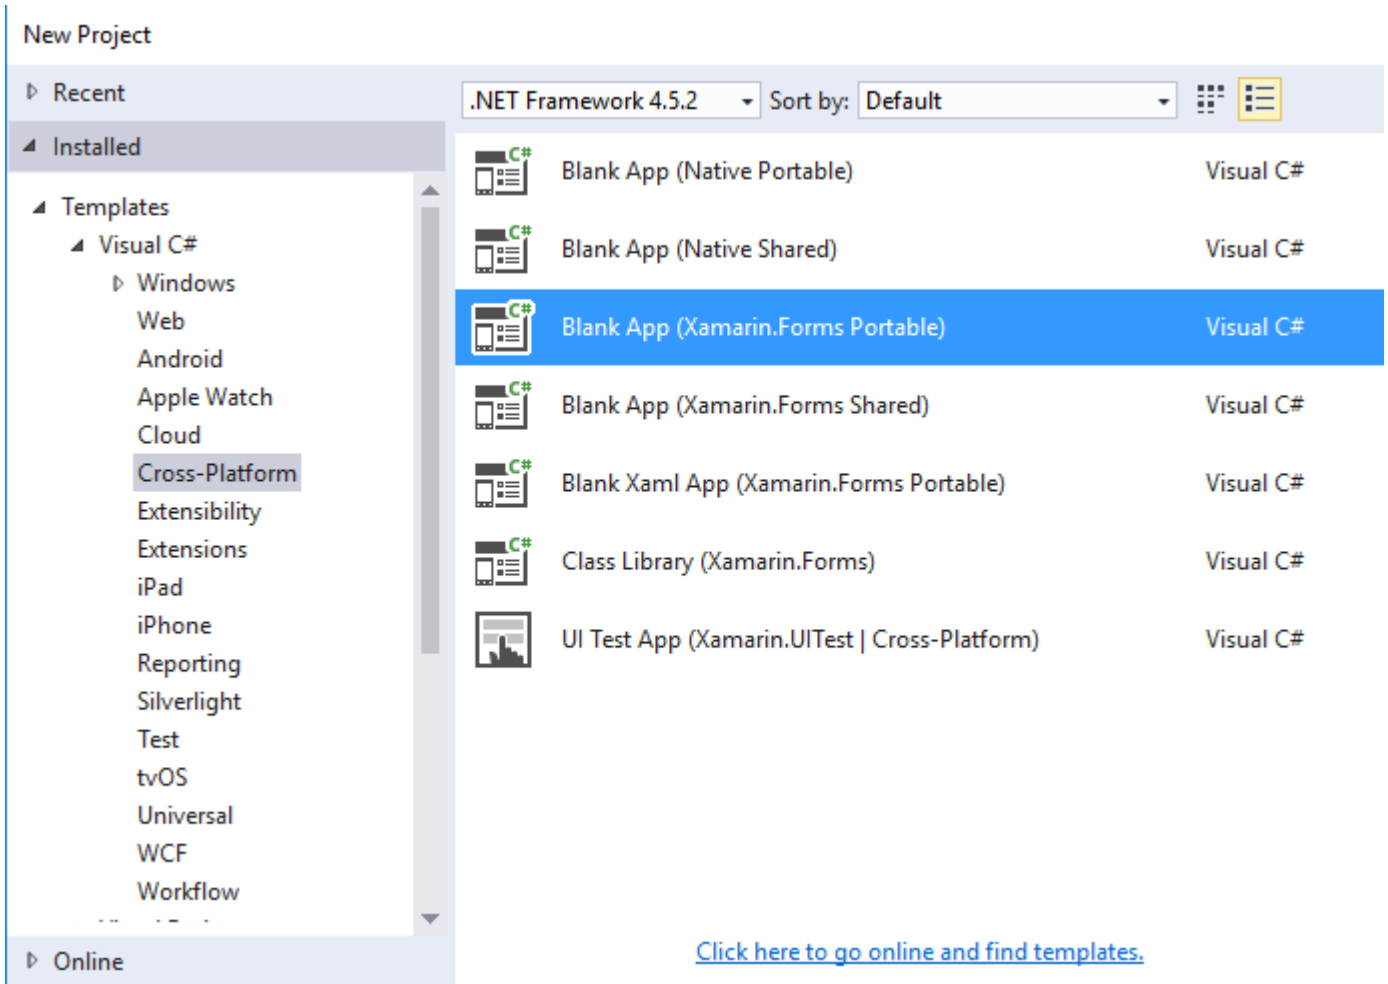 New Project
Recent
Installed
Templates
Visual C#
Windows
Web
Android
Apple Watch
Cloud
Cross-Platform
Extensibility
Extensions
iPad
iPhone
Reporting
Silverlight
Test
tvOS
Universal
WCF
Workflow
Online
.NET Framework 4.5.2 Sort by: Default
C# Blank App (Native Portable) Visual C#
C# Blank App (Native Shared) Visual C#
C# Blank App (Xamarin.Forms Portable) Visual C#
C# Blank App (Xamarin.Forms Shared) Visual C#
C# Blank Xaml App (Xamarin.Forms Portable) Visual C#
C# Class Library (Xamarin.Forms) Visual C#
UI Test App (Xamarin.UITest | Cross-Platform) Visual C#
Click here to go online and find templates.